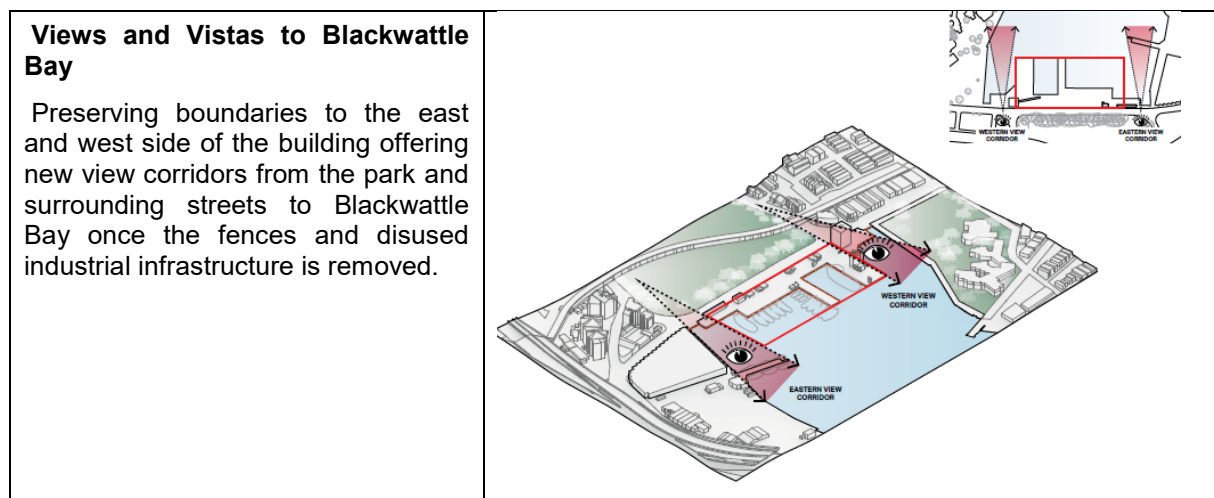 Views and Vistas to Blackwattle
Bay
Preserving boundaries to the east
and west side of the building offering
new view corridors from the park and
surrounding streets to Blackwattle
Bay once the fences and disused
industrial infrastructure is removed.
WESTERN VIEW
CORRIDOR
EASTERN VIEW
CORRIDOR
WESTERN VIEW
CORRIDOR
EASTERN VIEW
CORRIDOR